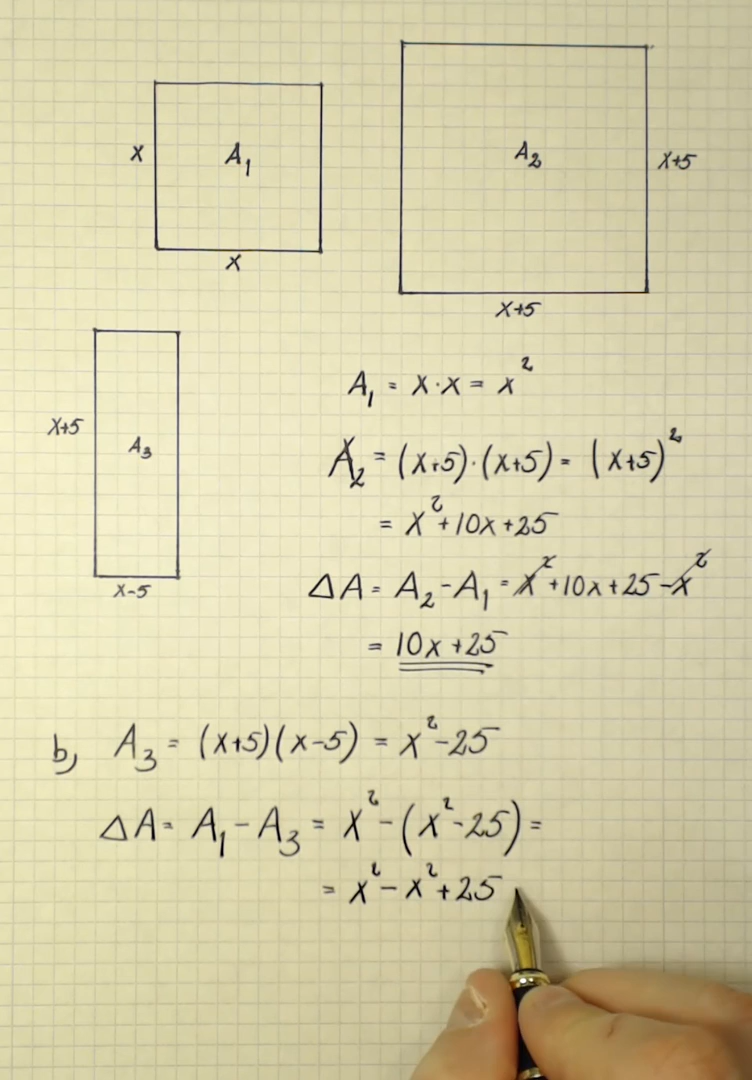 x
A₁
x
A₂
x+5
x+5
x+5
A₃
x-5
A₁ = x·x = x²
A₂ = (x+5)·(x+5) = (x+5)²
= x²+10x+25
ΔA = A₂-A₁ = x²+10x+25-x²
= 10x+25
b, A₃ = (x+5)(x-5) = x²-25
ΔA = A₁-A₃ = x²-(x²-25) =
= x²-x²+25